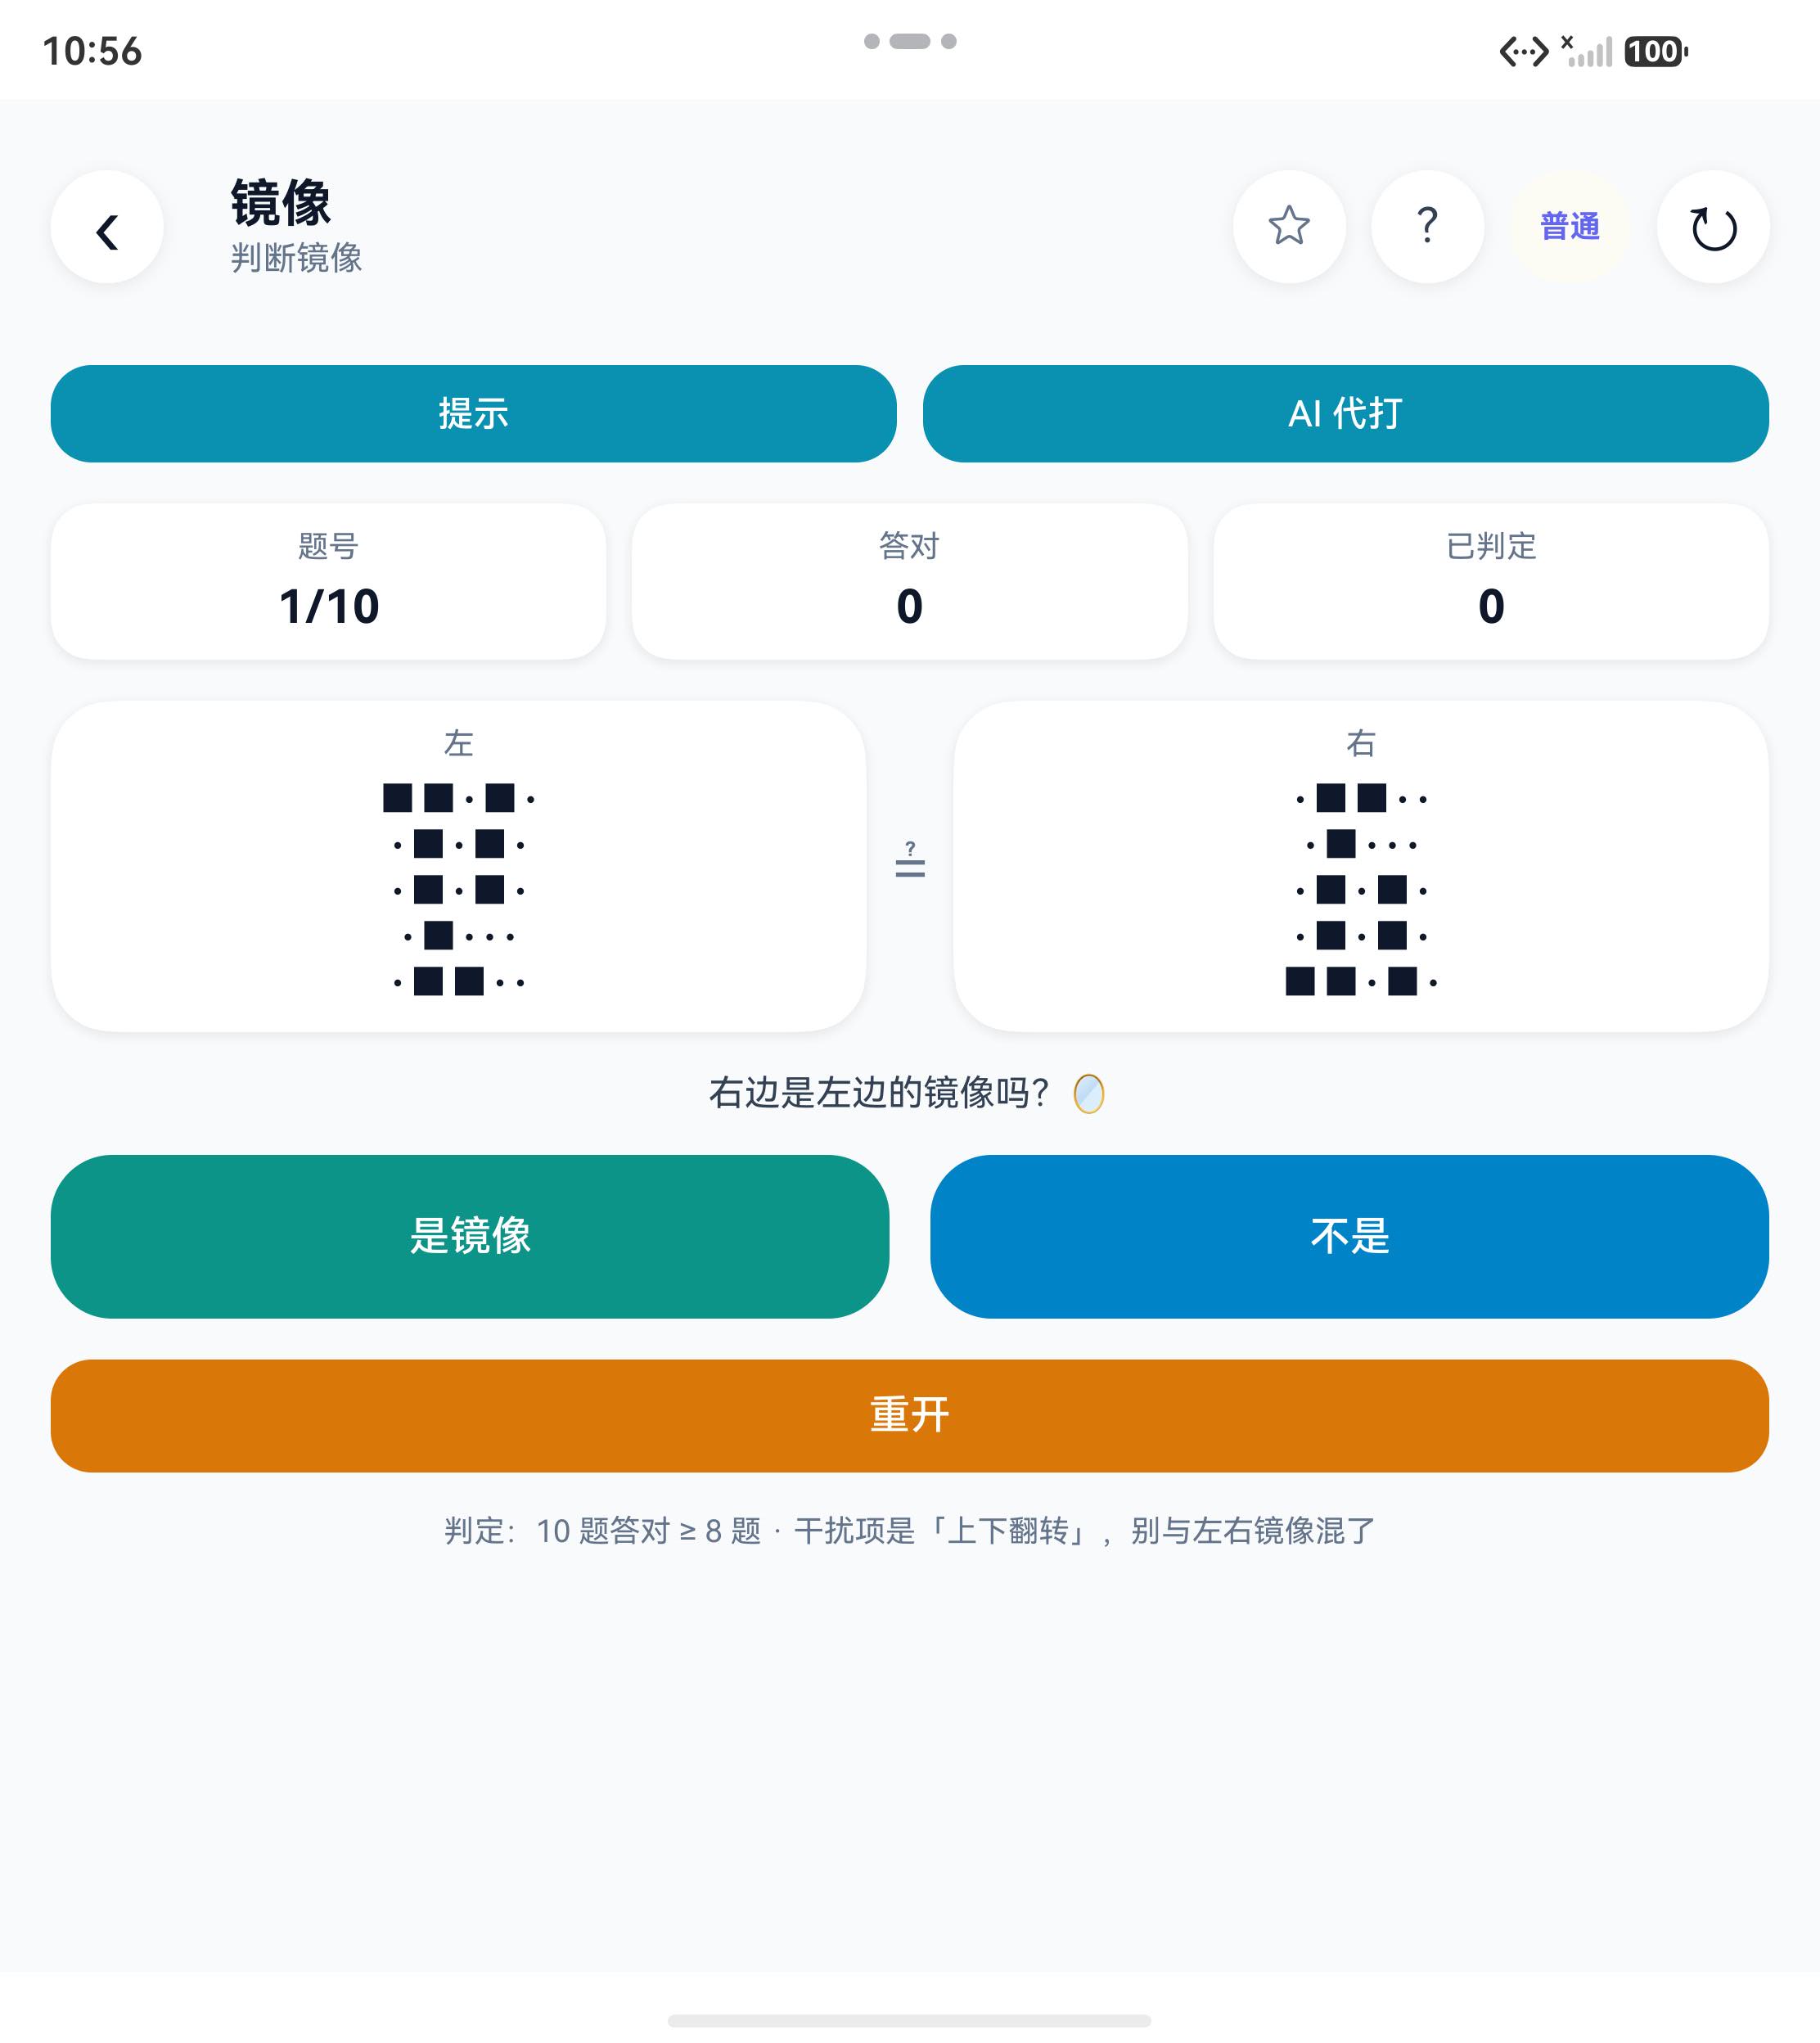 10:56
100
镜像
判断镜像
?
普通
提示
AI 代打
题号
1/10
答对
0
已判定
0
左
■ ■ · ■ ·
· ■ · ■ ·
· ■ · ■ ·
· ■ · · ·
· ■ ■ · ·
≟
右
· ■ ■ · ·
· ■ · · ·
· ■ · ■ ·
· ■ · ■ ·
■ ■ · ■ ·
右边是左边的镜像吗？ 🪞
是镜像
不是
重开
判定：10 题答对 ≥ 8 题 · 干扰项是「上下翻转」，别与左右镜像混了